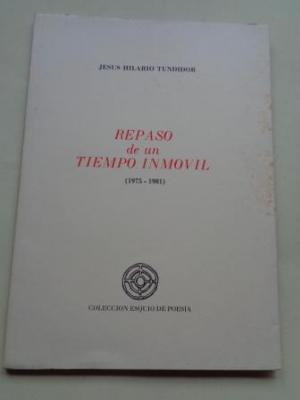 JESUS HILARIO TUNDIDOR
REPASO
de un
TIEMPO INMOVIL
(1975 - 1981)
COLECCION ESQUIO DE POESIA